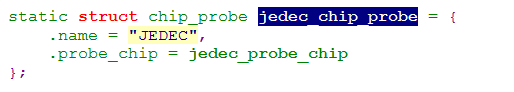 static struct chip_probe jedec_chip_probe = {
    .name = "JEDEC",
    .probe_chip = jedec_probe_chip
};